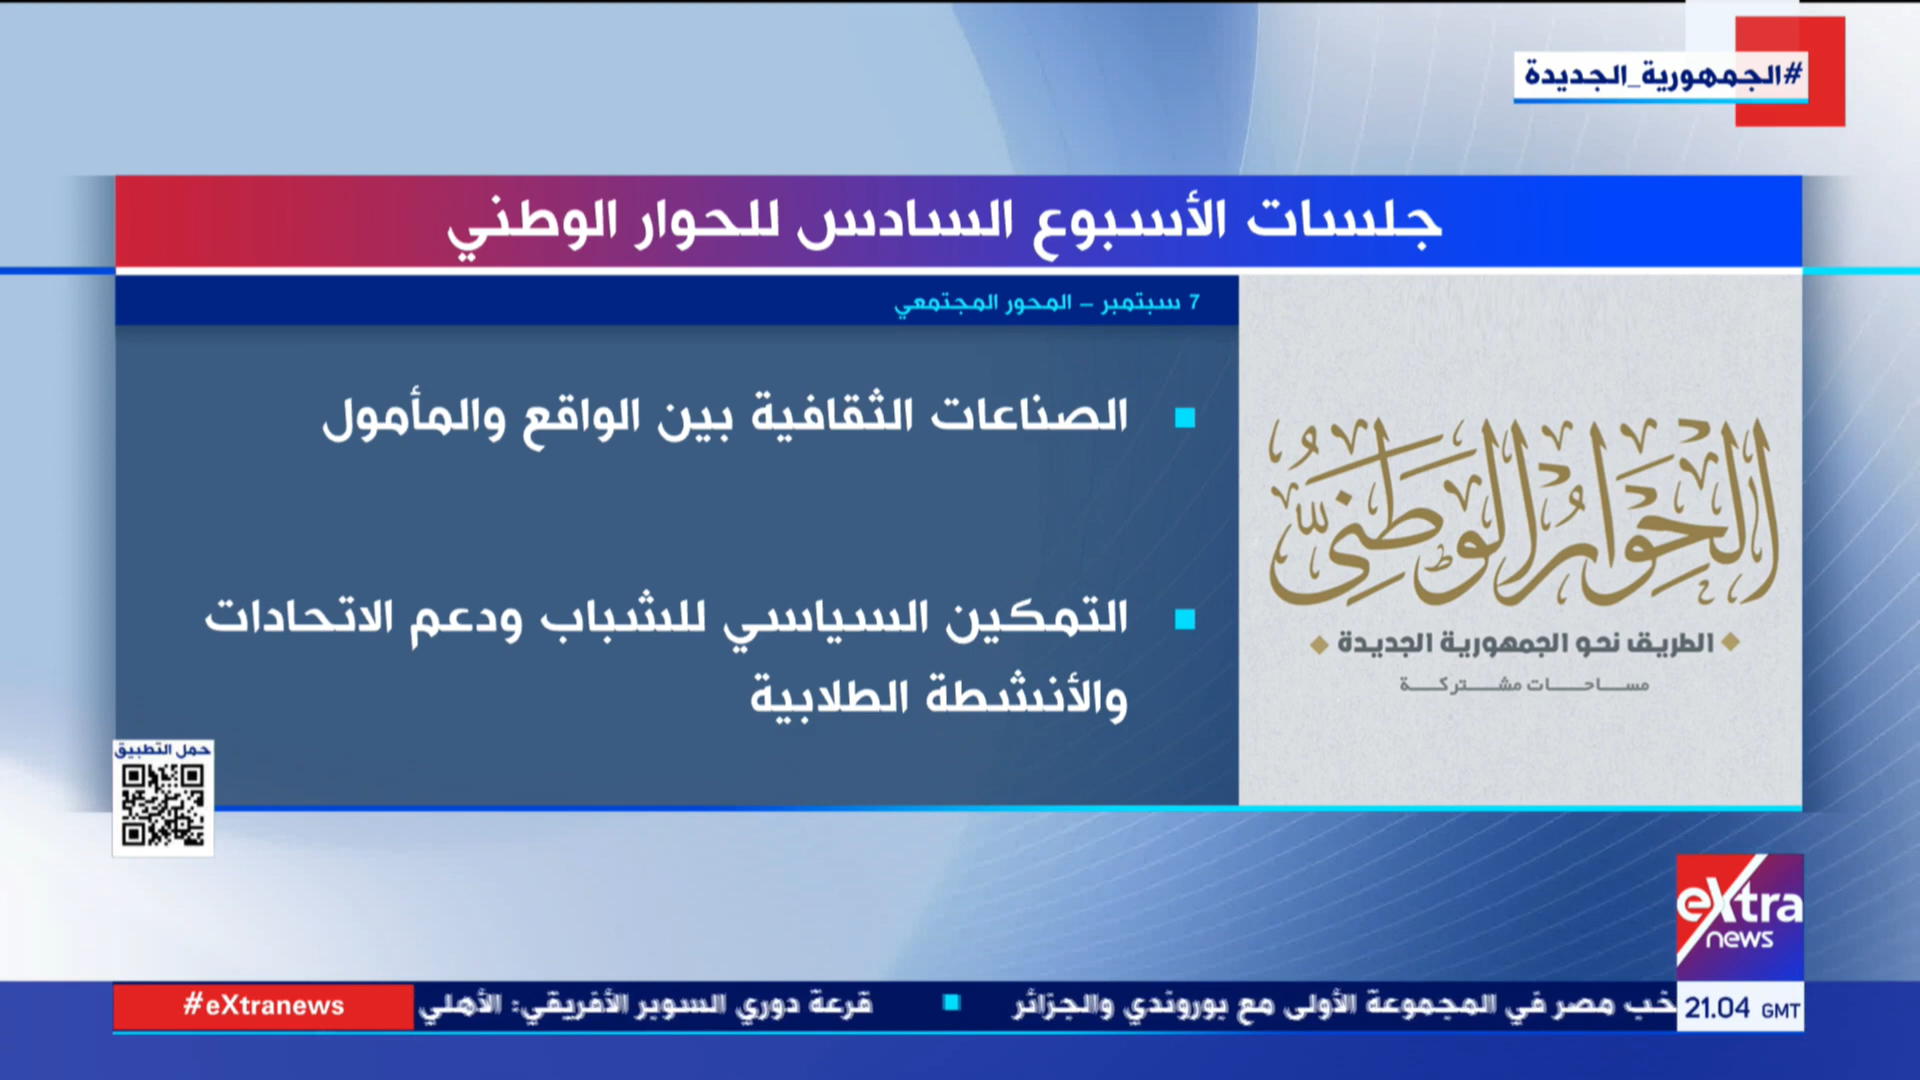 #الجمهورية_الجديدة
جلسات الأسبوع السادس للحوار الوطني
7 سبتمبر – المحور المجتمعي
الصناعات الثقافية بين الواقع والمأمول
التمكين السياسي للشباب ودعم الاتحادات
والأنشطة الطلابية
الحوار الوطني
الطريق نحو الجمهورية الجديدة
مساحات مشتركة
حمل التطبيق
eXtra
news
21.04 GMT
مصر في المجموعة الأولى مع بوروندي والجزائر
قرعة دوري السوبر الأفريقي: الأهلي
#eXtranews